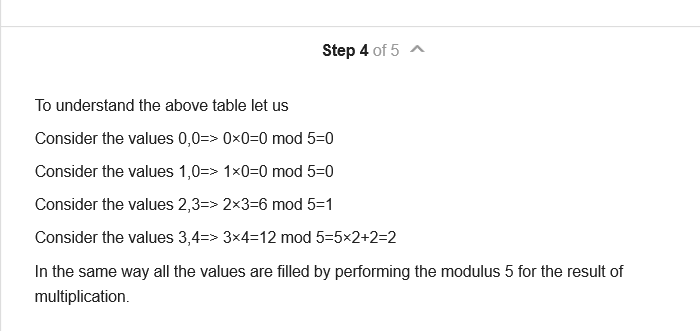 Step 4 of 5
To understand the above table let us
Consider the values 0,0=> 0×0=0 mod 5=0
Consider the values 1,0=> 1×0=0 mod 5=0
Consider the values 2,3=> 2×3=6 mod 5=1
Consider the values 3,4=> 3×4=12 mod 5=5×2+2=2
In the same way all the values are filled by performing the modulus 5 for the result of
multiplication.